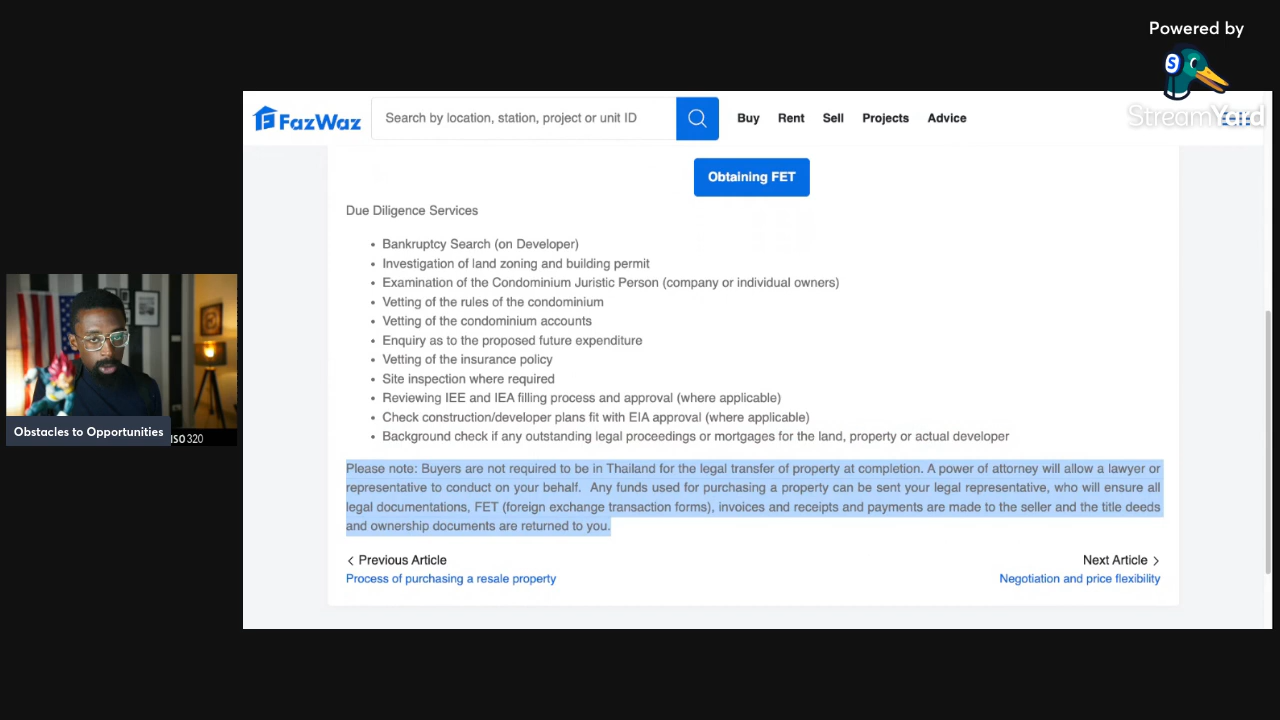 Powered by
S
StreamYard
FazWaz
Search by location, station, project or unit ID
Buy Rent Sell Projects Advice
Obtaining FET
Due Diligence Services
• Bankruptcy Search (on Developer)
• Investigation of land zoning and building permit
• Examination of the Condominium Juristic Person (company or individual owners)
• Vetting of the rules of the condominium
• Vetting of the condominium accounts
• Enquiry as to the proposed future expenditure
• Vetting of the insurance policy
• Site inspection where required
• Reviewing IEE and IEA filling process and approval (where applicable)
• Check construction/developer plans fit with EIA approval (where applicable)
• Background check if any outstanding legal proceedings or mortgages for the land, property or actual developer
Please note: Buyers are not required to be in Thailand for the legal transfer of property at completion. A power of attorney will allow a lawyer or
representative to conduct on your behalf. Any funds used for purchasing a property can be sent your legal representative, who will ensure all
legal documentations, FET (foreign exchange transaction forms), invoices and receipts and payments are made to the seller and the title deeds
and ownership documents are returned to you.
Previous Article
Process of purchasing a resale property
Next Article
Negotiation and price flexibility
Obstacles to Opportunities
ISO 320